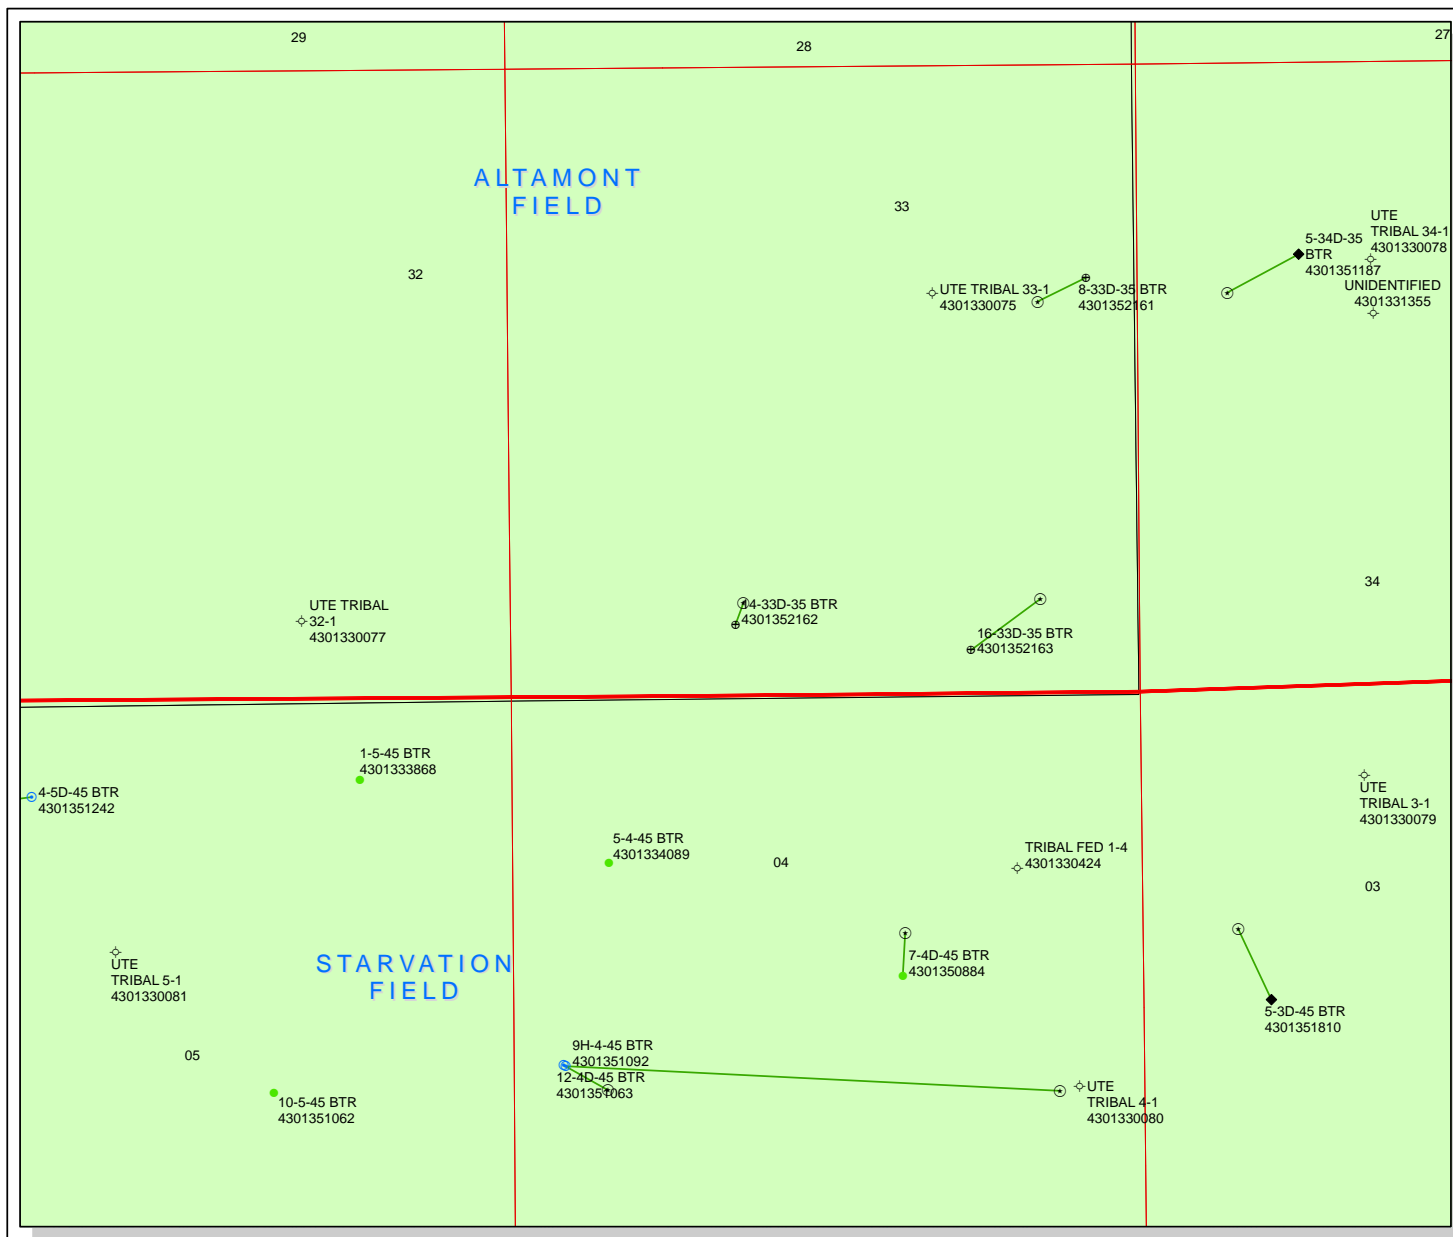 29
28
27
ALTAMONT
FIELD
33
32
UTE
TRIBAL 34-1
4301330078
5-34D-35
BTR
4301351187
UNIDENTIFIED
4301331355
UTE TRIBAL 33-1
4301330075
8-33D-35 BTR
4301352161
34
UTE TRIBAL
32-1
4301330077
14-33D-35 BTR
4301352162
16-33D-35 BTR
4301352163
1-5-45 BTR
4301333868
4-5D-45 BTR
4301351242
UTE
TRIBAL 3-1
4301330079
5-4-45 BTR
4301334089
04
TRIBAL FED 1-4
4301330424
03
UTE
TRIBAL 5-1
4301330081
STARVATION
FIELD
7-4D-45 BTR
4301350884
5-3D-45 BTR
4301351810
05
9H-4-45 BTR
4301351092
12-4D-45 BTR
4301351063
10-5-45 BTR
4301351062
UTE
TRIBAL 4-1
4301330080